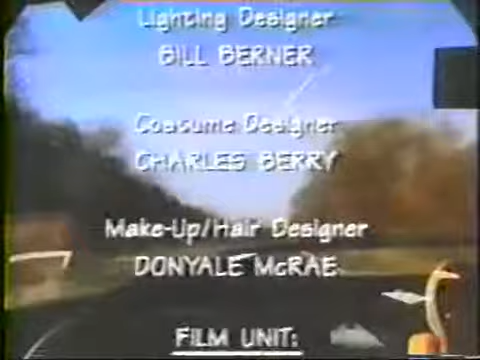 Lighting Designer
BILL BERNER
Costume Designer
CHARLES BERRY
Make-Up/Hair Designer
DONYALE McRAE
FILM UNIT: